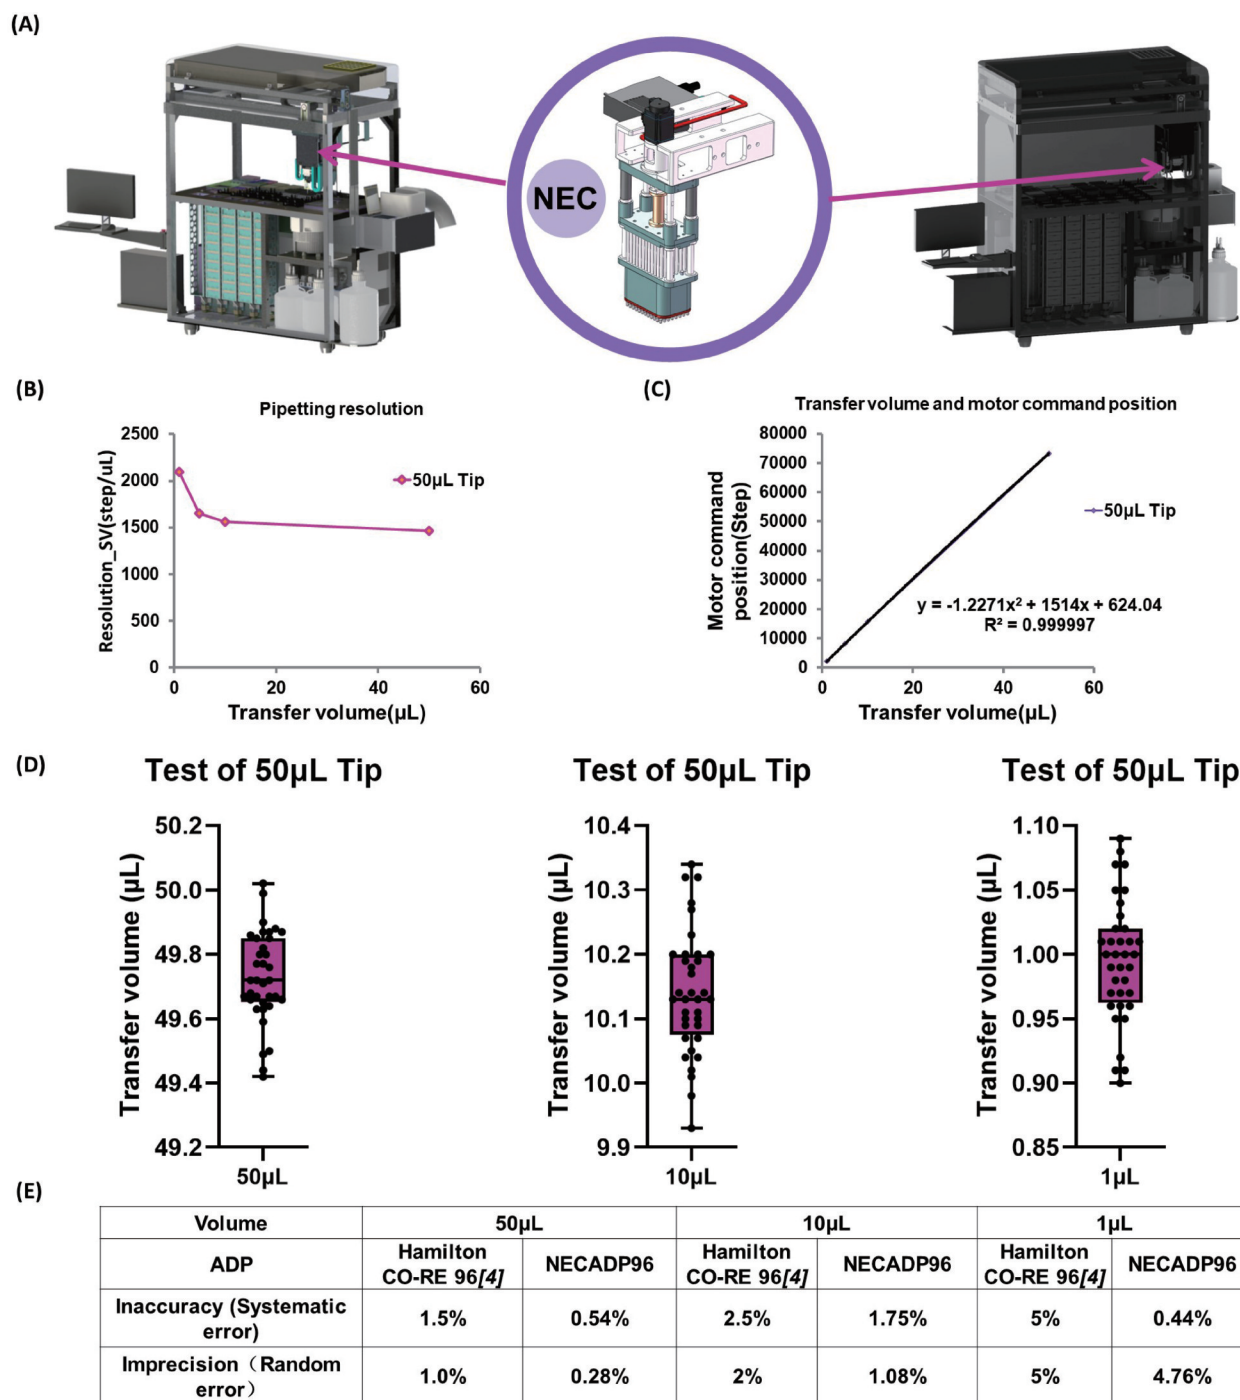 (A)
NEC
(B)
Pipetting resolution
Resolution_SV(step/uL)
2500
2000
1500
1000
500
0
0 20 40 60
50µL Tip
Transfer volume(µL)
(C)
Transfer volume and motor command position
Motor command
position(Step)
80000
70000
60000
50000
40000
30000
20000
10000
0
0 20 40 60
50µL Tip
y = -1.2271x² + 1514x + 624.04
R² = 0.999997
Transfer volume(µL)
(D)
Test of 50µL Tip
Transfer volume (µL)
50.2
50.0
49.8
49.6
49.4
49.2
50µL
Test of 50µL Tip
Transfer volume (µL)
10.4
10.3
10.2
10.1
10.0
9.9
10µL
Test of 50µL Tip
Transfer volume (µL)
1.10
1.05
1.00
0.95
0.90
0.85
1µL
(E)
Volume 50µL 10µL 1µL
ADP Hamilton CO-RE 96[4] NECADP96 Hamilton CO-RE 96[4] NECADP96 Hamilton CO-RE 96[4] NECADP96
Inaccuracy (Systematic error) 1.5% 0.54% 2.5% 1.75% 5% 0.44%
Imprecision（Random error） 1.0% 0.28% 2% 1.08% 5% 4.76%